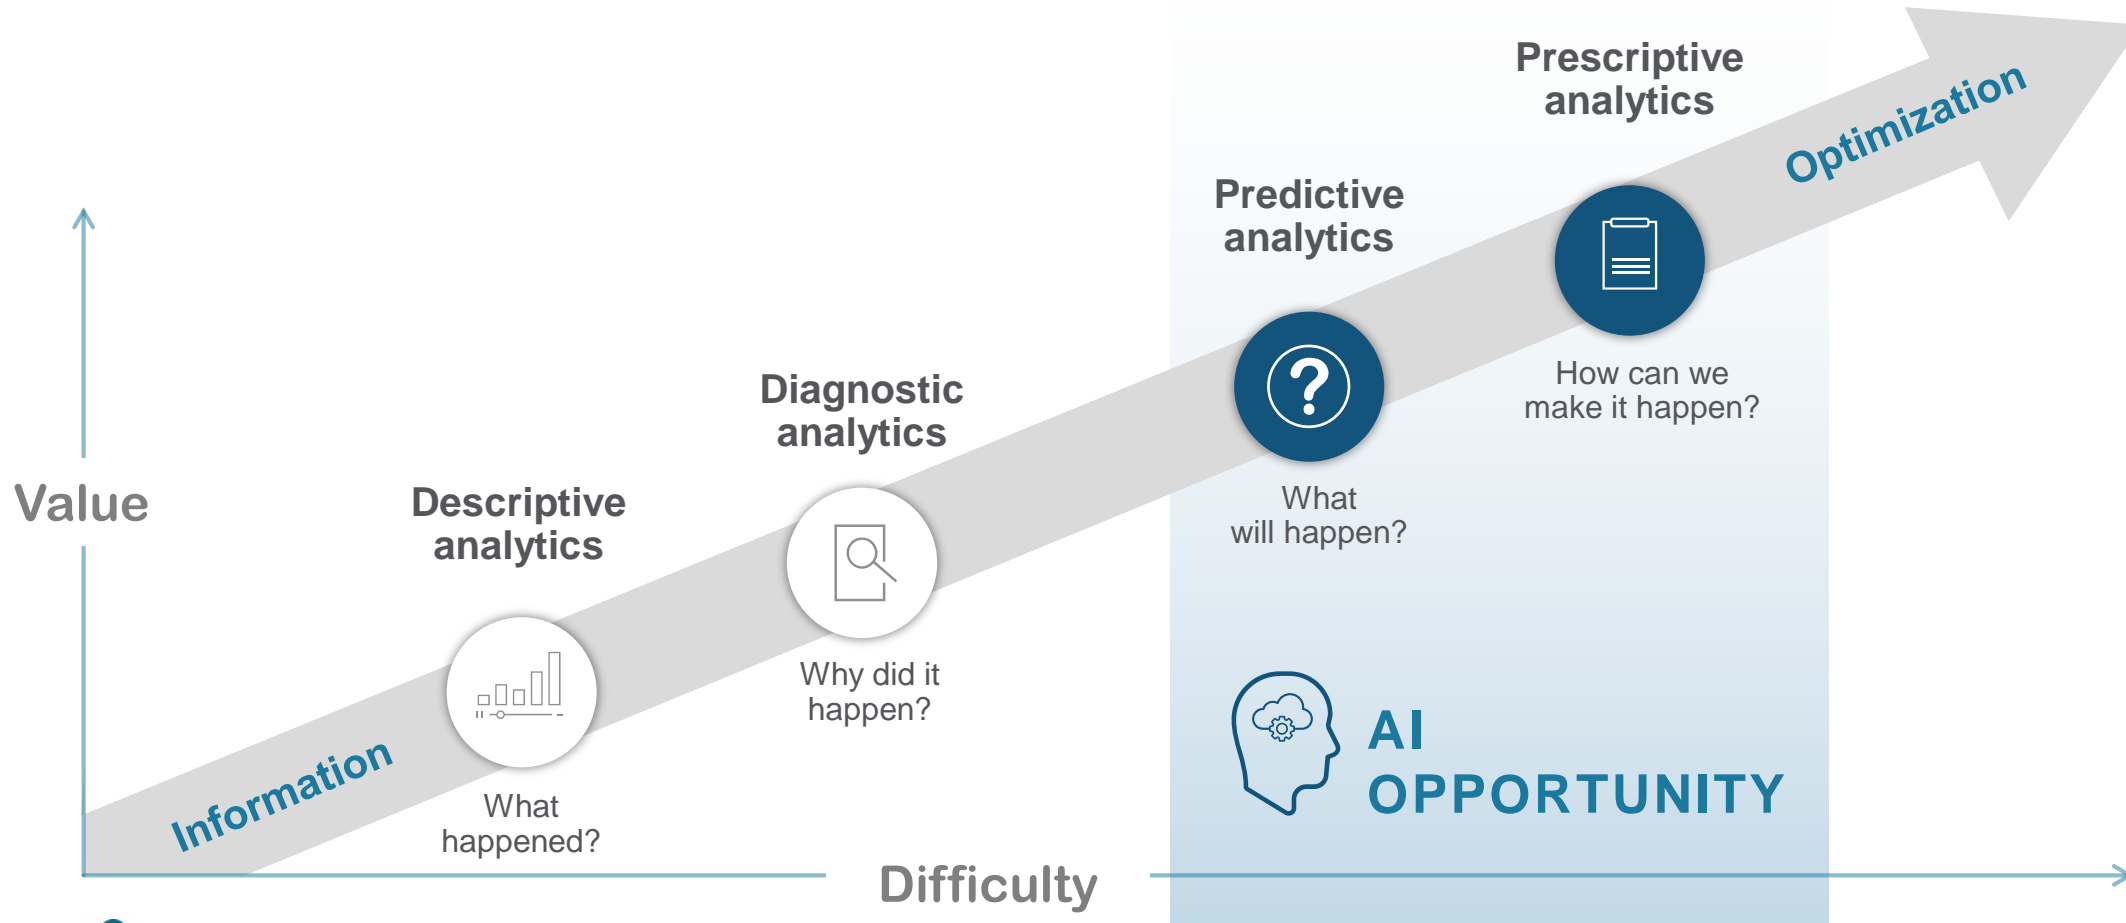 Prescriptive
analytics
Optimization
Predictive
analytics
How can we
make it happen?
Diagnostic
analytics
What
will happen?
Value
Descriptive
analytics
Why did it
happen?
Information
What
happened?
AI
OPPORTUNITY
Difficulty